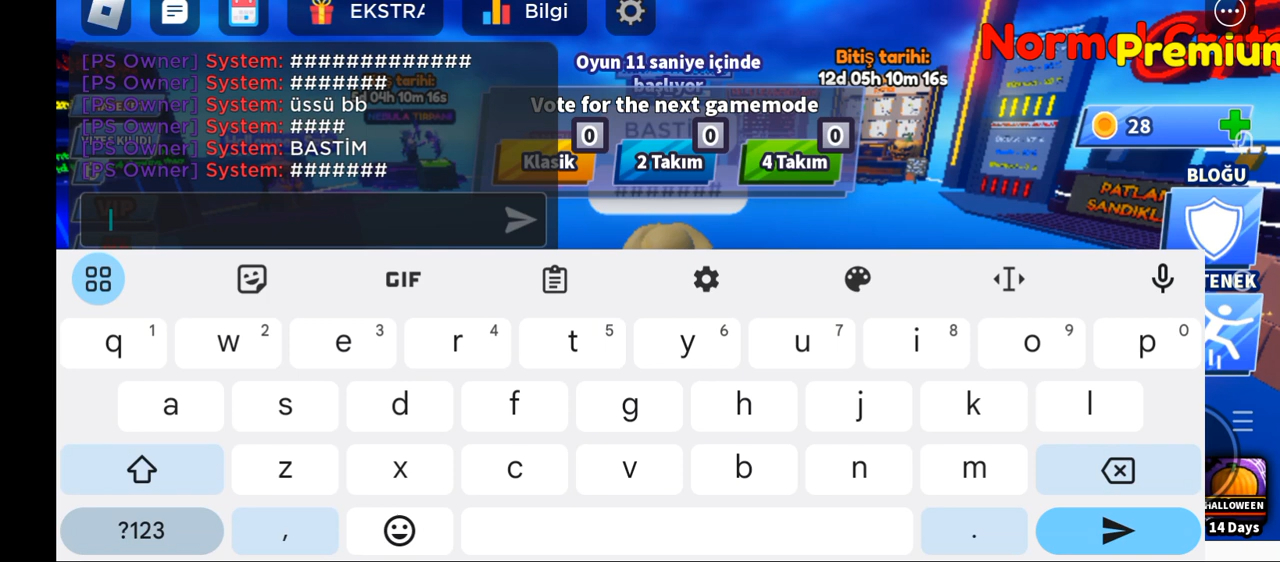 EKSTRA
Bilgi
[PS Owner] System: #############
[PS Owner] System: #######
[PS Owner] System: üssü bb
[PS Owner] System: ####
[PS Owner] System: BASTİM
[PS Owner] System: #######
Oyun 11 saniye içinde
başlıyor
Vote for the next gamemode
0
0
0
Klasik
2 Takım
4 Takım
Bitiş tarihi:
12d 05h 10m 16s
Premium
28
BLOĞU
TENEK
PATLA
SANDIKL
HALLOWEEN
14 Days
VIP
GIF
q 1 w 2 e 3 r 4 t 5 y 6 u 7 i 8 o 9 p 0
a s d f g h j k l
z x c v b n m
?123 , .